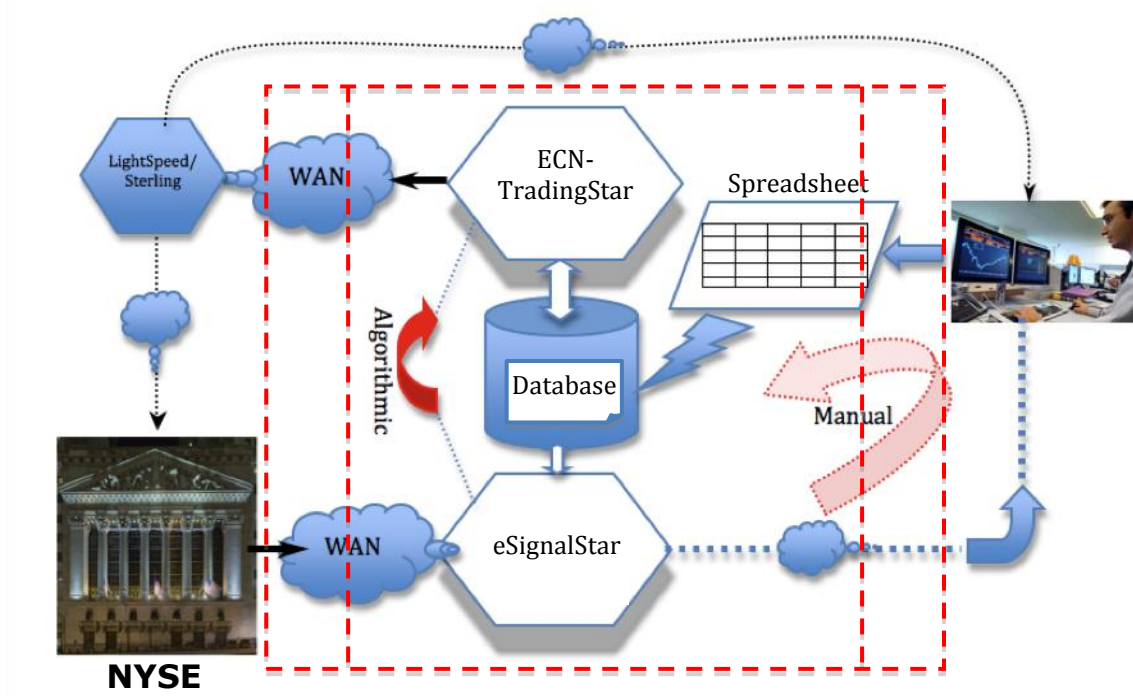 LightSpeed/
Sterling
WAN
ECN-
TradingStar
Spreadsheet
Algorithmic
Database
Manual
WAN
eSignalStar
NYSE